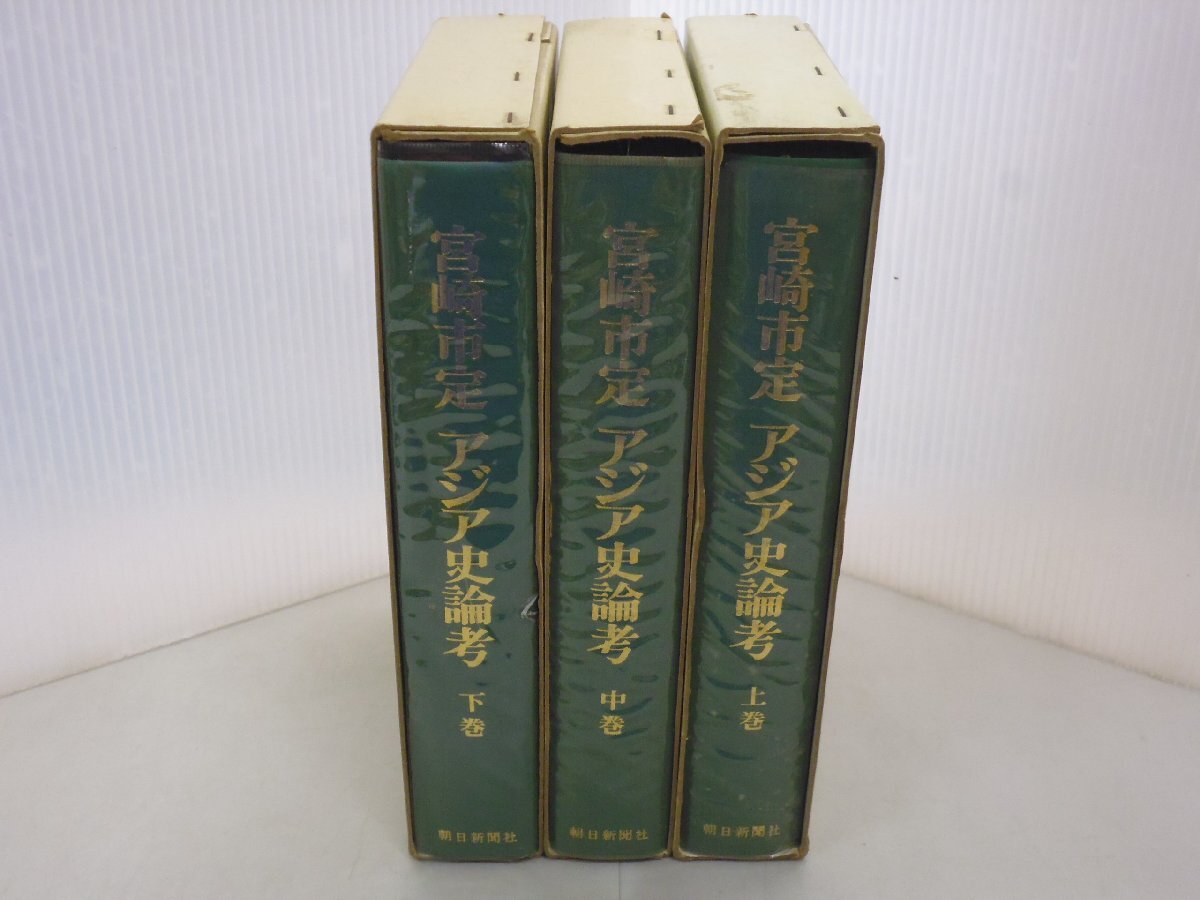 宮崎市定 アジア史論考 上巻
朝日新聞社
宮崎市定 アジア史論考 中巻
朝日新聞社
宮崎市定 アジア史論考 下巻
朝日新聞社